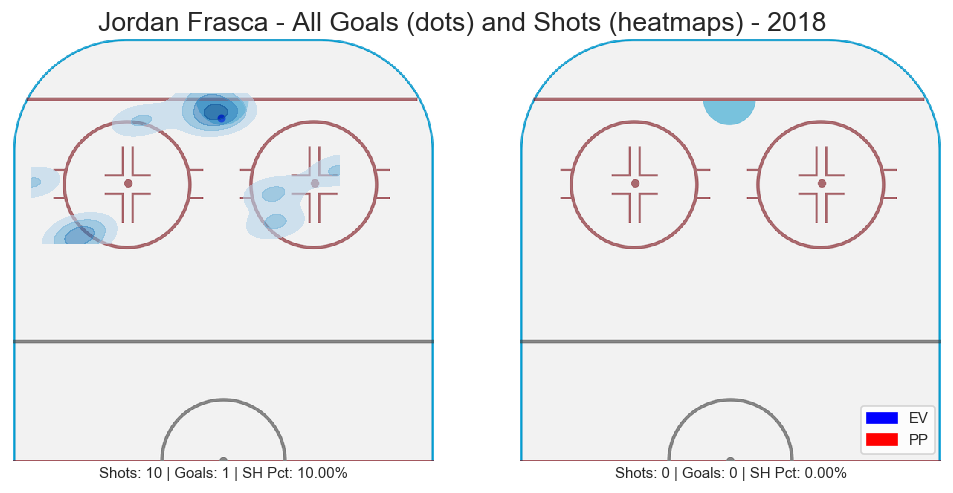 Jordan Frasca - All Goals (dots) and Shots (heatmaps) - 2018
EV
PP
Shots: 10 | Goals: 1 | SH Pct: 10.00%
Shots: 0 | Goals: 0 | SH Pct: 0.00%